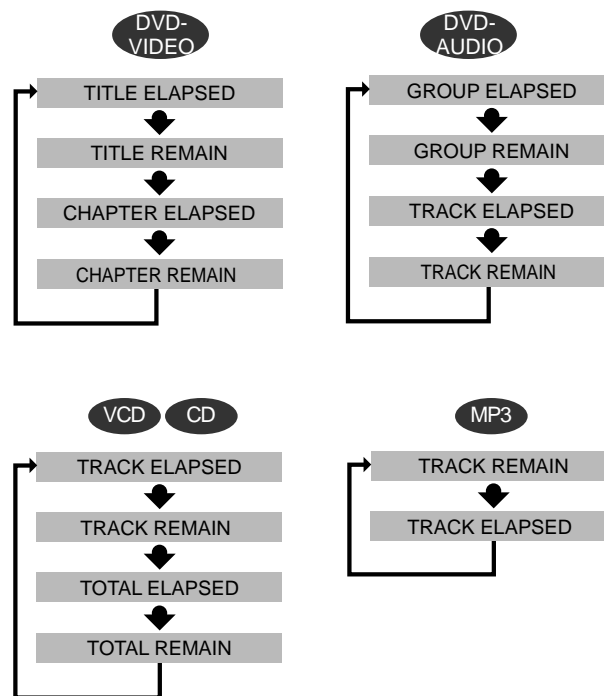 DVD-
VIDEO
TITLE ELAPSED
TITLE REMAIN
CHAPTER ELAPSED
CHAPTER REMAIN
DVD-
AUDIO
GROUP ELAPSED
GROUP REMAIN
TRACK ELAPSED
TRACK REMAIN
VCD CD
TRACK ELAPSED
TRACK REMAIN
TOTAL ELAPSED
TOTAL REMAIN
MP3
TRACK REMAIN
TRACK ELAPSED